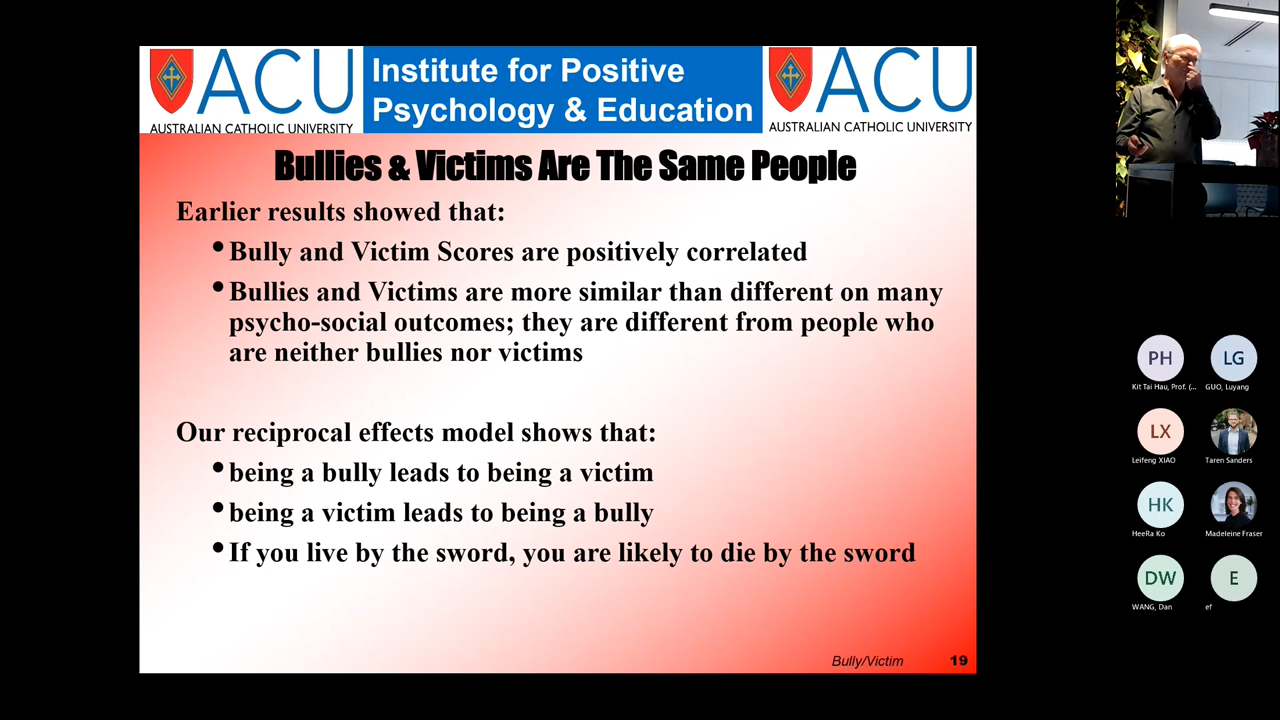 ACU
AUSTRALIAN CATHOLIC UNIVERSITY
Institute for Positive
Psychology & Education
ACU
AUSTRALIAN CATHOLIC UNIVERSITY
Bullies & Victims Are The Same People
Earlier results showed that:
•Bully and Victim Scores are positively correlated
•Bullies and Victims are more similar than different on many
psycho-social outcomes; they are different from people who
are neither bullies nor victims
Our reciprocal effects model shows that:
•being a bully leads to being a victim
•being a victim leads to being a bully
•If you live by the sword, you are likely to die by the sword
Bully/Victim 19
PH LG
Kit Tai Hau, Prof. (... GUO, Luyang
LX
Leifeng XIAO Taren Sanders
HK
HeeRa Ko Madeleine Fraser
DW E
WANG, Dan ef